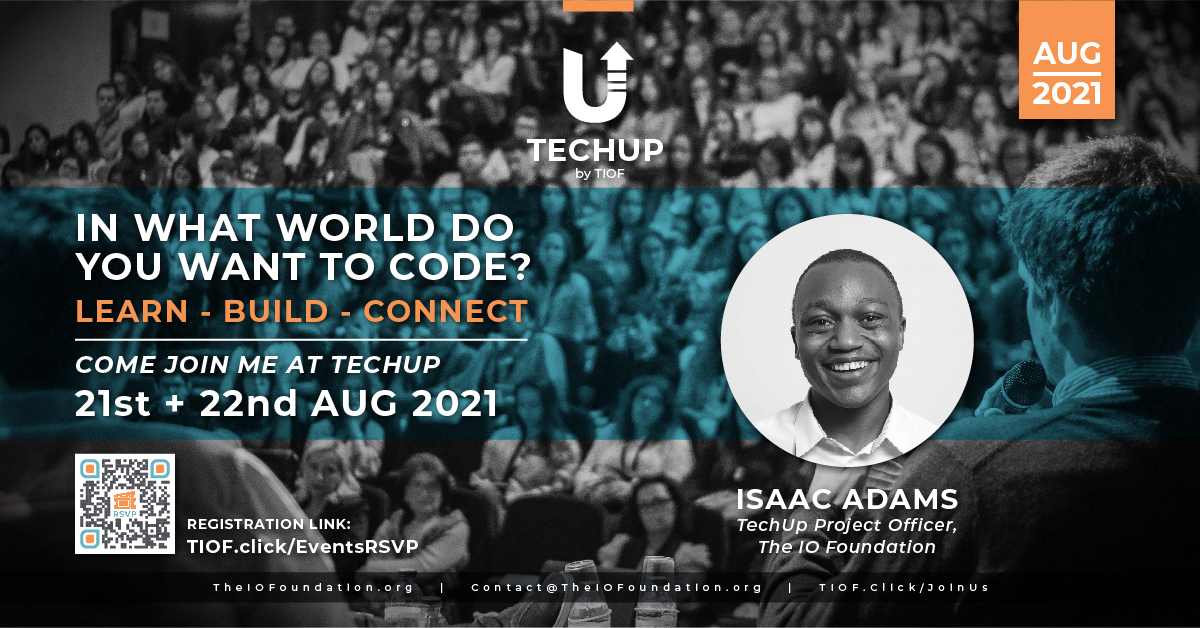 AUG
2021
TECHUP
by TIOF
IN WHAT WORLD DO
YOU WANT TO CODE?
LEARN - BUILD - CONNECT
COME JOIN ME AT TECHUP
21st + 22nd AUG 2021
RSVP
REGISTRATION LINK:
TIOF.click/EventsRSVP
ISAAC ADAMS
TechUp Project Officer,
The IO Foundation
TheIOFoundation.org | Contact@TheIOFoundation.org | TIOF.Click/JoinUs